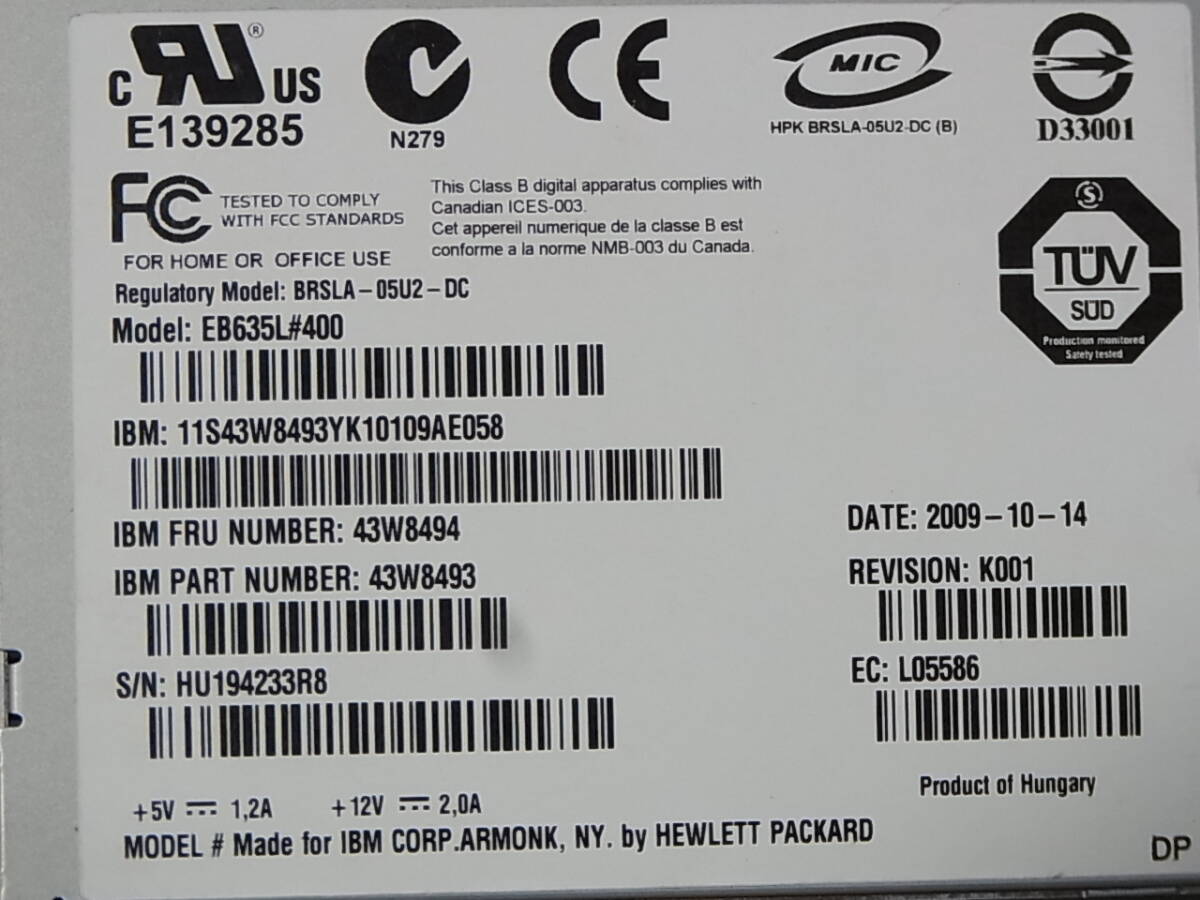 c RU ® US
E139285
N279
CE
MIC
HPK BRSLA-05U2-DC (B)
D33001
FC
TESTED TO COMPLY
WITH FCC STANDARDS
FOR HOME OR OFFICE USE
This Class B digital apparatus complies with
Canadian ICES-003.
Cet appareil numerique de la classe B est
conforme a la norme NMB-003 du Canada.
S
TÜV
SÜD
Production monitored
Safety tested
Regulatory Model: BRSLA-05U2-DC
Model: EB635L#400
IBM: 11S43W8493YK10109AE058
IBM FRU NUMBER: 43W8494
IBM PART NUMBER: 43W8493
S/N: HU194233R8
DATE: 2009-10-14
REVISION: K001
EC: L05586
Product of Hungary
+5V ⎓ 1,2A +12V ⎓ 2,0A
MODEL # Made for IBM CORP.ARMONK, NY. by HEWLETT PACKARD
DP